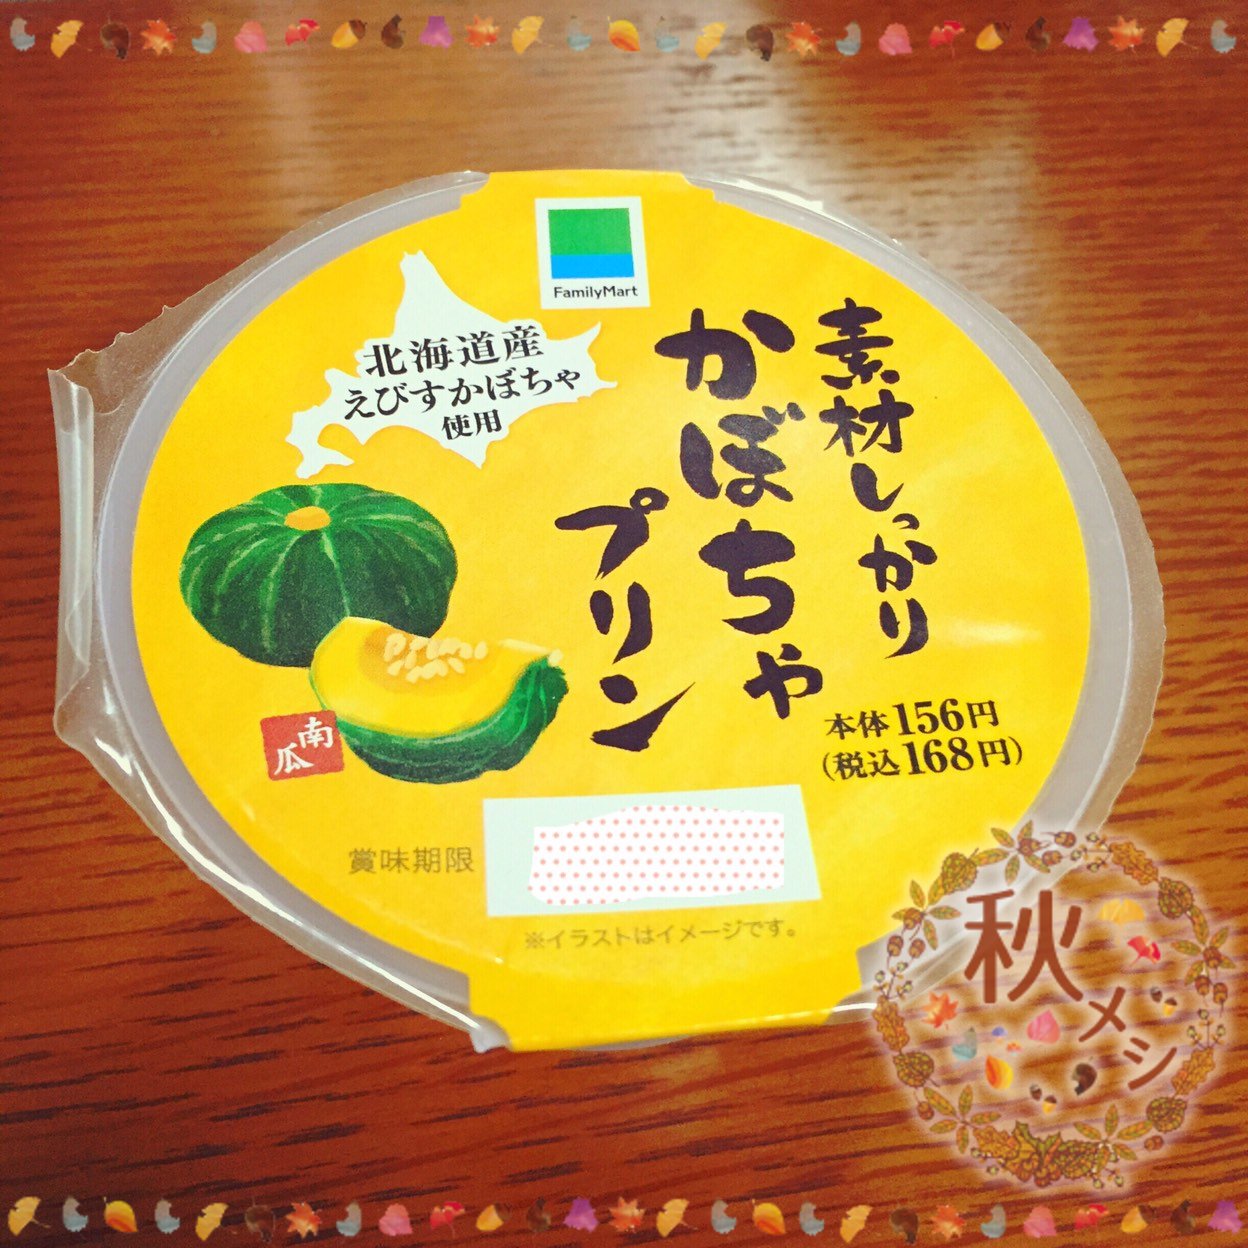 FamilyMart
北海道産
えびすかぼちゃ
使用
素材しっかり
かぼちゃ
プリン
南瓜
本体156円
(税込168円)
賞味期限
※イラストはイメージです。
秋メシ